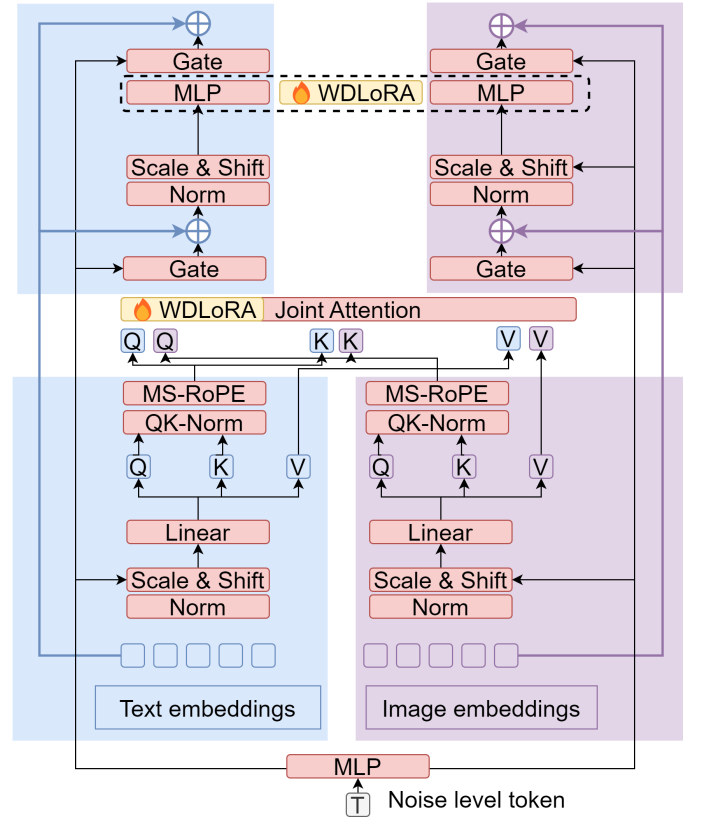 Gate
Gate
MLP
WDLoRA
MLP
Scale & Shift
Scale & Shift
Norm
Norm
Gate
Gate
WDLoRA
Joint Attention
Q
Q
K
K
V
V
MS-RoPE
MS-RoPE
QK-Norm
QK-Norm
Q
K
V
Q
K
V
Linear
Linear
Scale & Shift
Scale & Shift
Norm
Norm
Text embeddings
Image embeddings
MLP
T
Noise level token